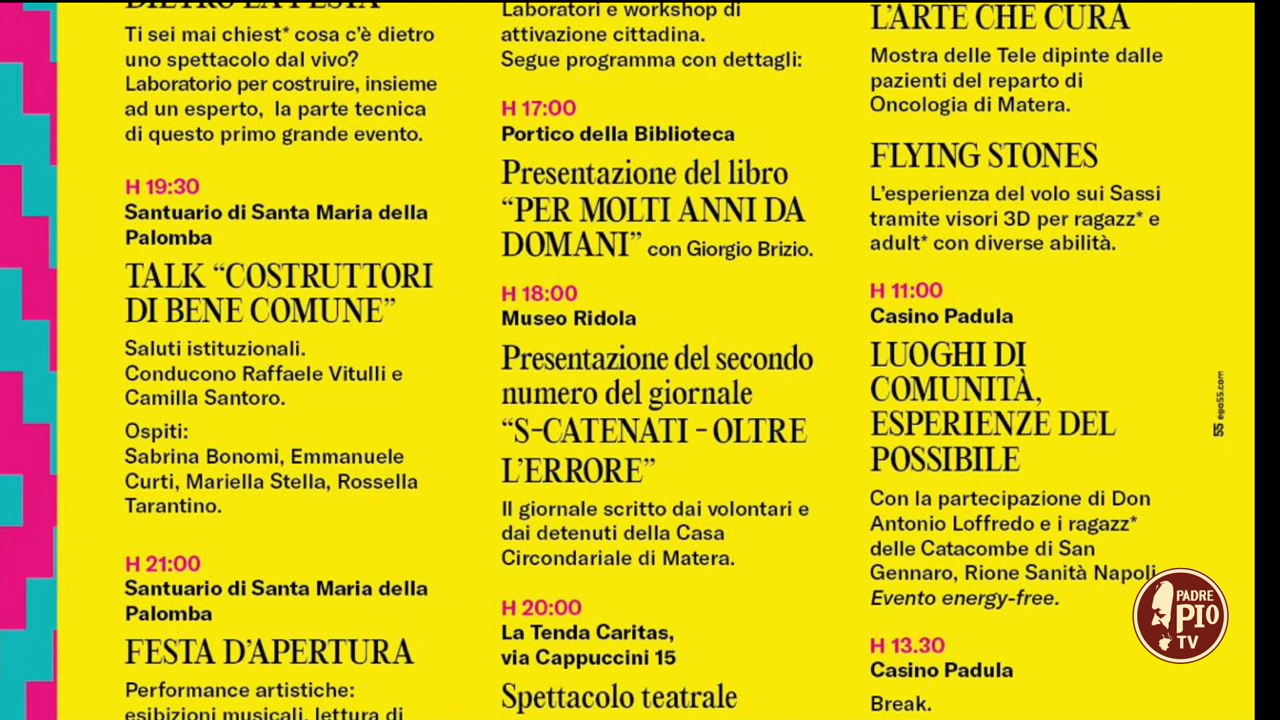 DIETRO LA FESTA
Ti sei mai chiest* cosa c'è dietro
uno spettacolo dal vivo?
Laboratorio per costruire, insieme
ad un esperto, la parte tecnica
di questo primo grande evento.
H 19:30
Santuario di Santa Maria della
Palomba
TALK “COSTRUTTORI
DI BENE COMUNE”
Saluti istituzionali.
Conducono Raffaele Vitulli e
Camilla Santoro.
Ospiti:
Sabrina Bonomi, Emmanuele
Curti, Mariella Stella, Rossella
Tarantino.
H 21:00
Santuario di Santa Maria della
Palomba
FESTA D'APERTURA
Performance artistiche:
esibizioni musicali, lettura di
Laboratori e workshop di
attivazione cittadina.
Segue programma con dettagli:
H 17:00
Portico della Biblioteca
Presentazione del libro
“PER MOLTI ANNI DA
DOMANI” con Giorgio Brizio.
H 18:00
Museo Ridola
Presentazione del secondo
numero del giornale
“S-CATENATI - OLTRE
L'ERRORE”
Il giornale scritto dai volontari e
dai detenuti della Casa
Circondariale di Matera.
H 20:00
La Tenda Caritas,
via Cappuccini 15
Spettacolo teatrale
L'ARTE CHE CURA
Mostra delle Tele dipinte dalle
pazienti del reparto di
Oncologia di Matera.
FLYING STONES
L'esperienza del volo sui Sassi
tramite visori 3D per ragazz* e
adult* con diverse abilità.
H 11:00
Casino Padula
LUOGHI DI
COMUNITÀ,
ESPERIENZE DEL
POSSIBILE
Con la partecipazione di Don
Antonio Loffredo e i ragazz*
delle Catacombe di San
Gennaro, Rione Sanità Napoli
Evento energy-free.
H 13.30
Casino Padula
Break.
55 ego55.com
PADRE
PIO
TV